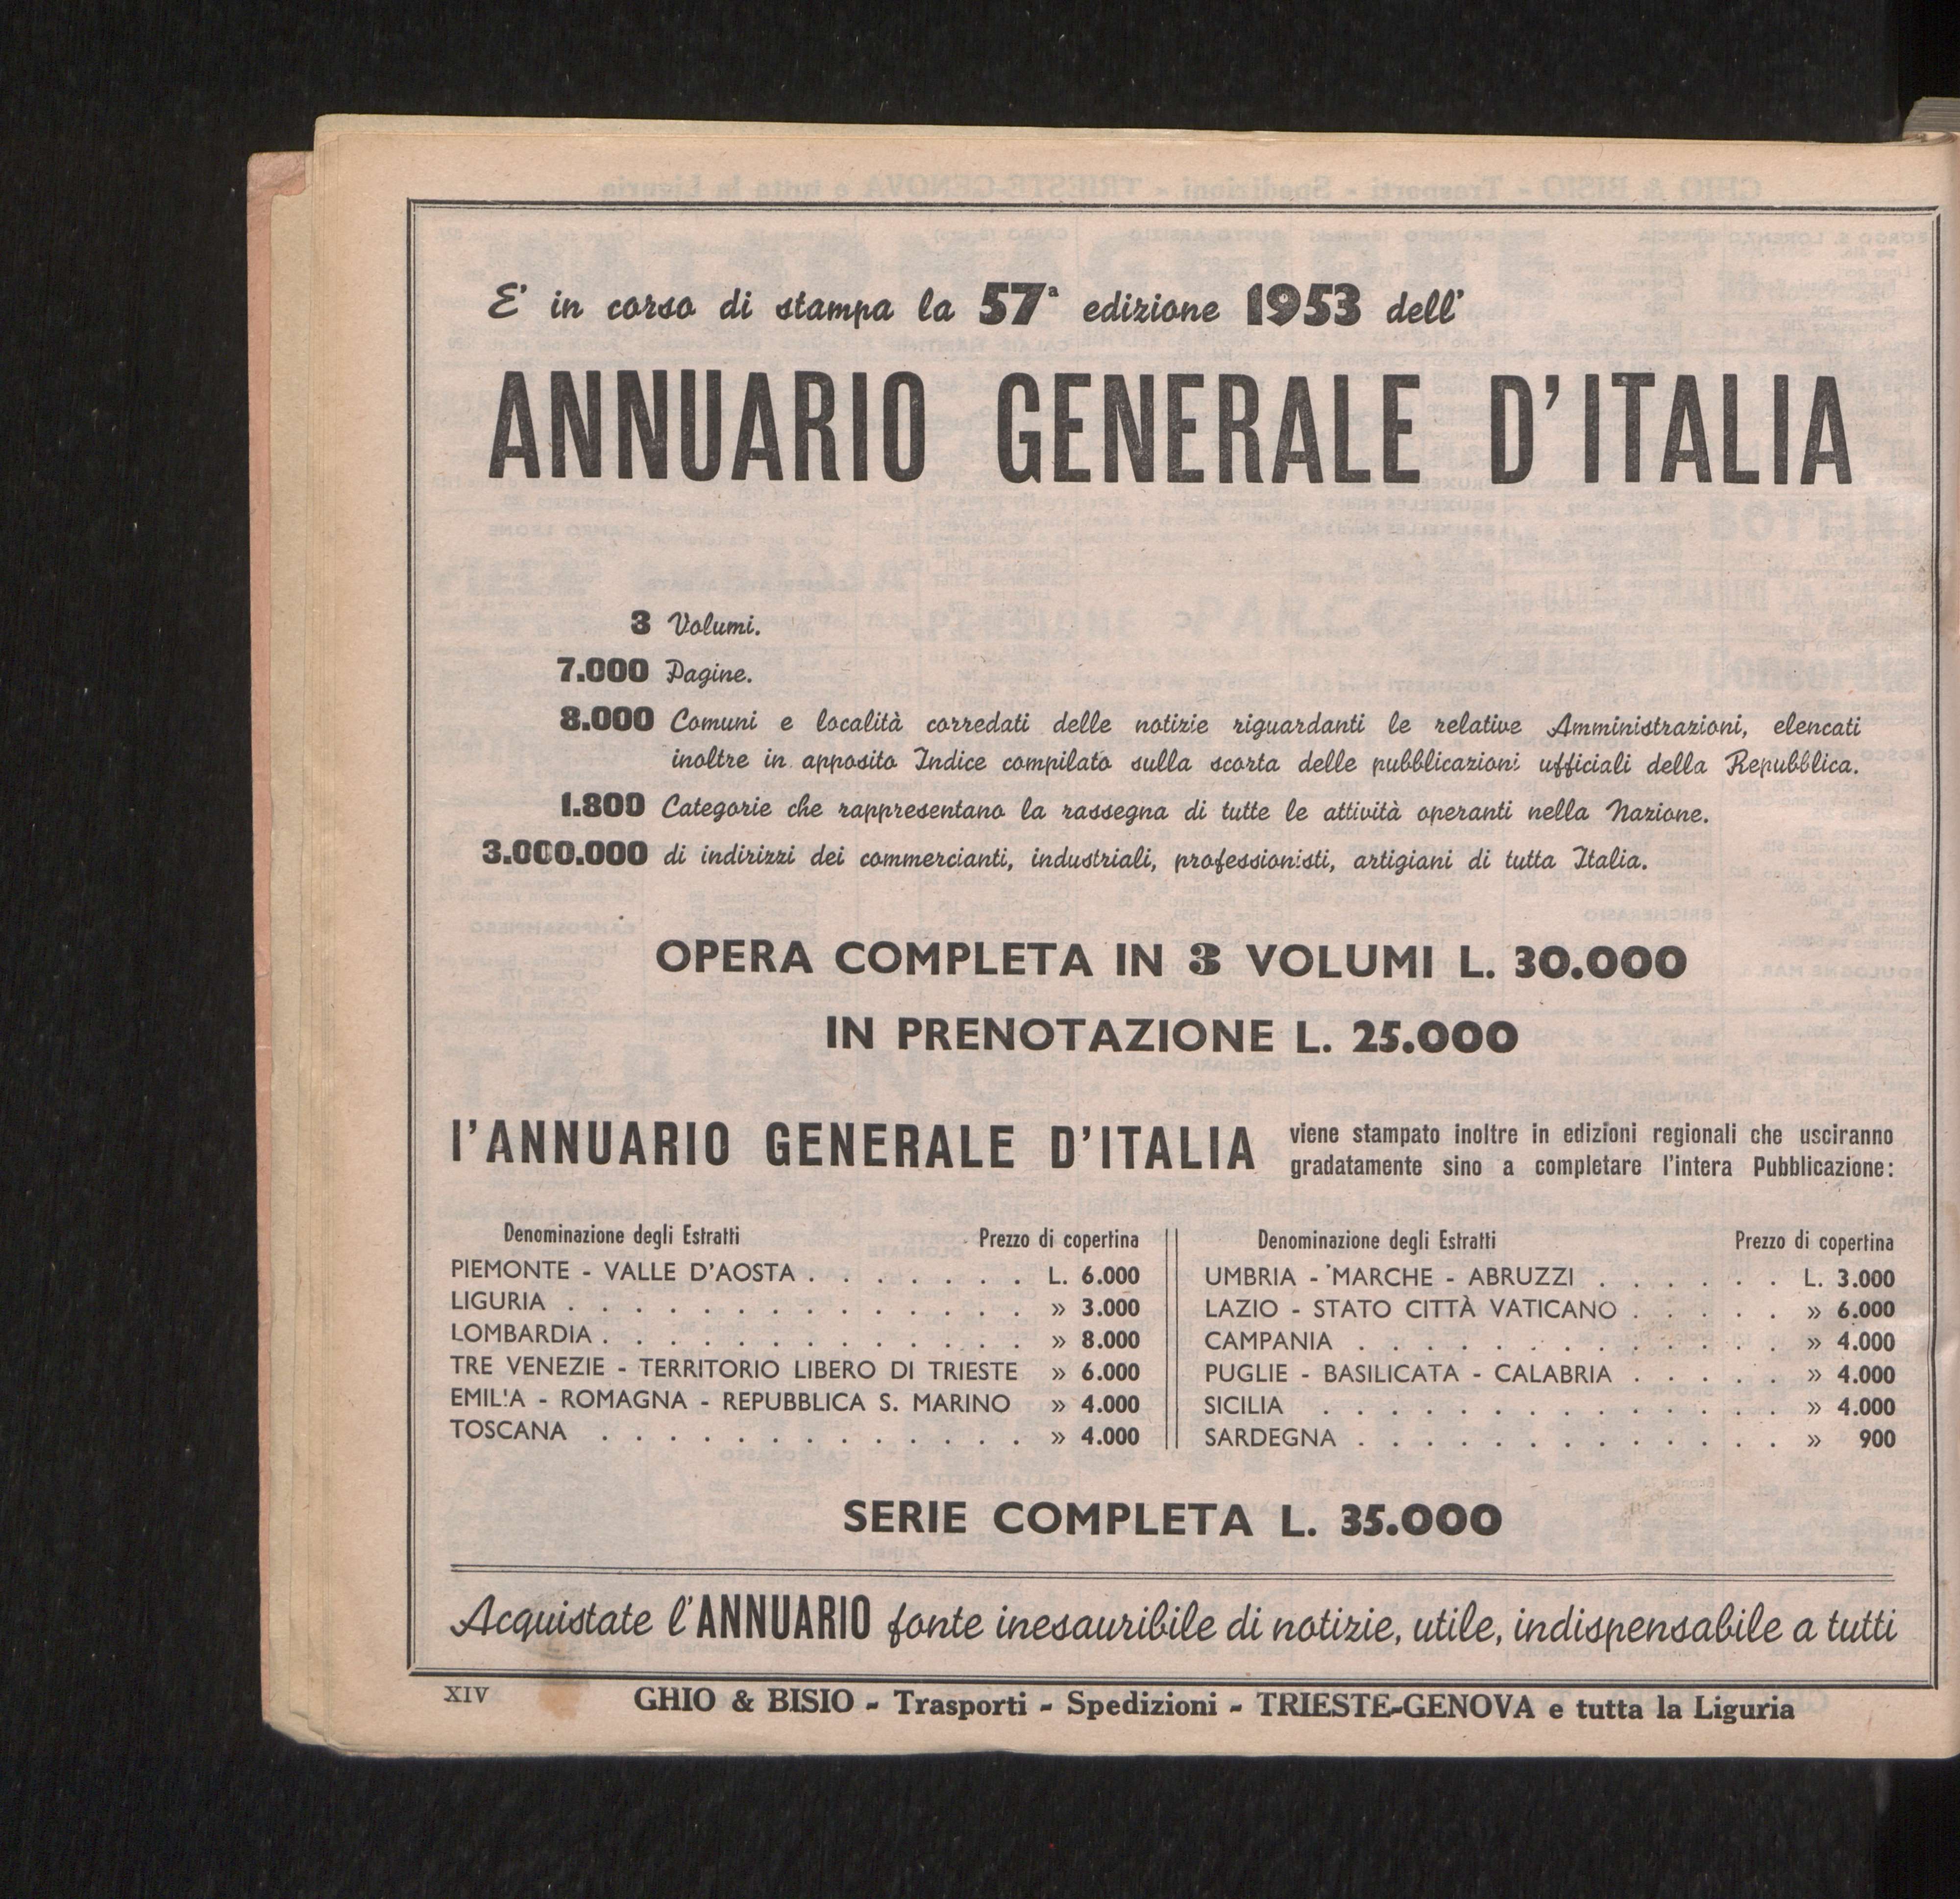 E' in corso di stampa la 57ª edizione 1953 dell'
ANNUARIO GENERALE D'ITALIA
3 Volumi.
7.000 Pagine.
8.000 Comuni e località corredati delle notizie riguardanti le relative Amministrazioni, elencati
inoltre in apposito Indice compilato sulla scorta delle pubblicazioni ufficiali della Repubblica.
1.800 Categorie che rappresentano la rassegna di tutte le attività operanti nella Nazione.
3.000.000 di indirizzi dei commercianti, industriali, professionisti, artigiani di tutta Italia.
OPERA COMPLETA IN 3 VOLUMI L. 30.000
IN PRENOTAZIONE L. 25.000
l'ANNUARIO GENERALE D'ITALIA
viene stampato inoltre in edizioni regionali che usciranno
gradatamente sino a completare l'intera Pubblicazione:
Denominazione degli Estratti Prezzo di copertina
PIEMONTE - VALLE D'AOSTA . . . . . . . L. 6.000
LIGURIA . . . . . . . . . . . . . . » 3.000
LOMBARDIA . . . . . . . . . . . . . » 8.000
TRE VENEZIE - TERRITORIO LIBERO DI TRIESTE » 6.000
EMILIA - ROMAGNA - REPUBBLICA S. MARINO » 4.000
TOSCANA . . . . . . . . . . . . . » 4.000
Denominazione degli Estratti Prezzo di copertina
UMBRIA - MARCHE - ABRUZZI . . . . . . L. 3.000
LAZIO - STATO CITTÀ VATICANO . . . . . » 6.000
CAMPANIA . . . . . . . . . . . . » 4.000
PUGLIE - BASILICATA - CALABRIA . . . . . » 4.000
SICILIA . . . . . . . . . . . . . . » 4.000
SARDEGNA . . . . . . . . . . . . . » 900
SERIE COMPLETA L. 35.000
Acquistate l'ANNUARIO fonte inesauribile di notizie, utile, indispensabile a tutti
XIV
GHIO & BISIO - Trasporti - Spedizioni - TRIESTE-GENOVA e tutta la Liguria